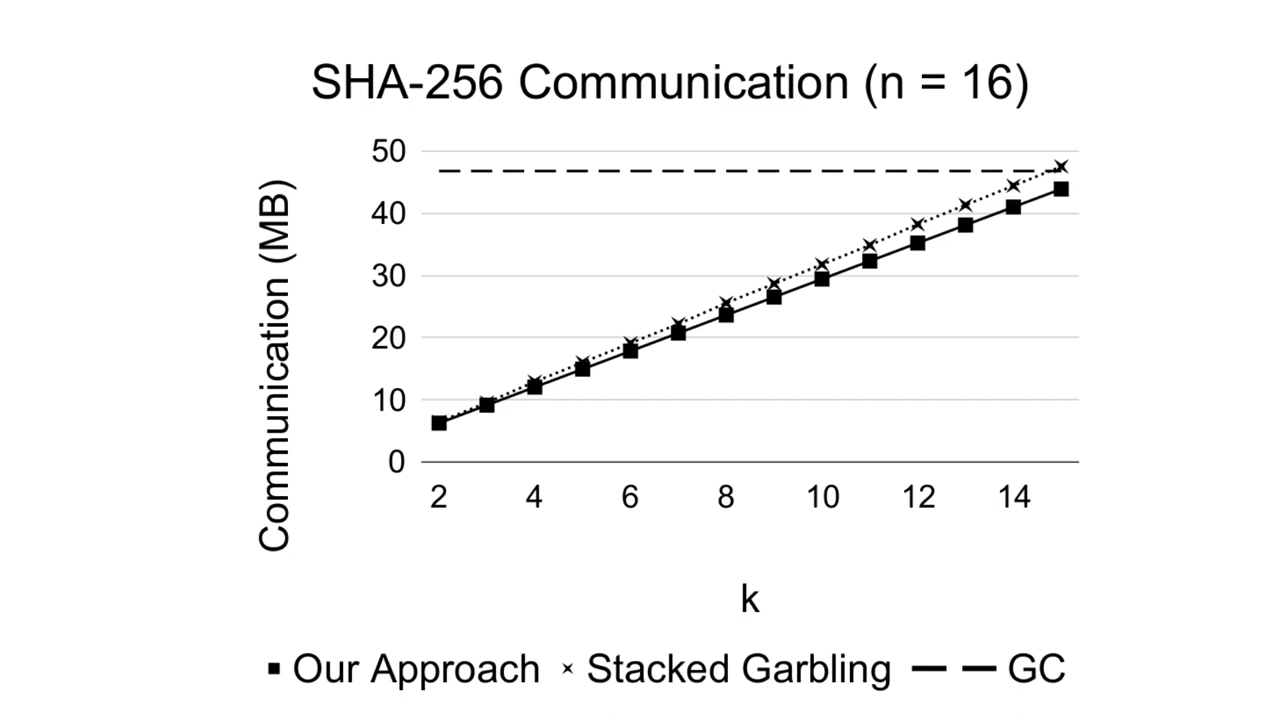 SHA-256 Communication (n = 16)
Communication (MB)
50
40
30
20
10
0
2 4 6 8 10 12 14
k
Our Approach Stacked Garbling GC